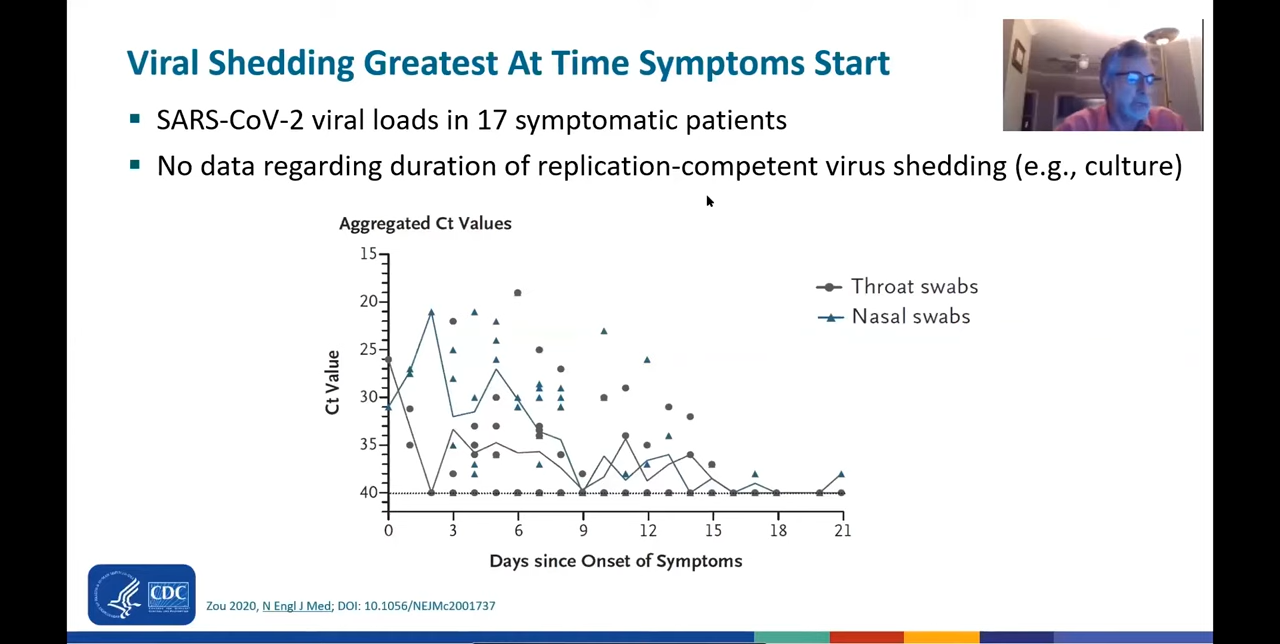 Viral Shedding Greatest At Time Symptoms Start
SARS-CoV-2 viral loads in 17 symptomatic patients
No data regarding duration of replication-competent virus shedding (e.g., culture)
Aggregated Ct Values
15
20
25
30
35
40
Ct Value
Throat swabs
Nasal swabs
0 3 6 9 12 15 18 21
Days since Onset of Symptoms
CDC
Zou 2020, N Engl J Med; DOI: 10.1056/NEJMc2001737